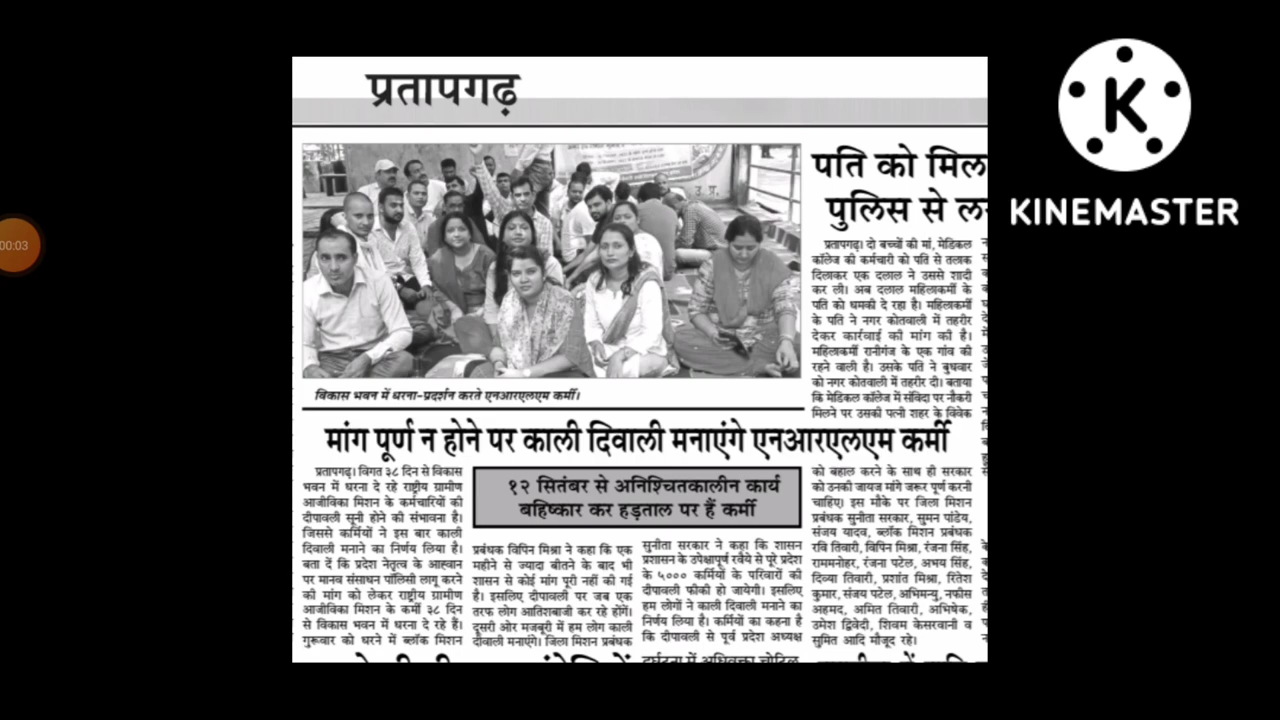 प्रतापगढ़
उ. प्र.
विकास भवन में धरना-प्रदर्शन करते एनआरएलएम कर्मी।
मांग पूर्ण न होने पर काली दिवाली मनाएंगे एनआरएलएम कर्मी
प्रतापगढ़। विगत ३८ दिन से विकास
भवन में धरना दे रहे राष्ट्रीय ग्रामीण
आजीविका मिशन के कर्मचारियों की
दीपावली सूनी होने की संभावना है।
जिससे कर्मियों ने इस बार काली
दिवाली मनाने का निर्णय लिया है।
बता दें कि प्रदेश नेतृत्व के आह्वान
पर मानव संसाधन पॉलिसी लागू करने
की मांग को लेकर राष्ट्रीय ग्रामीण
आजीविका मिशन के कर्मी ३८ दिन
से विकास भवन में धरना दे रहे हैं।
गुरूवार को धरने में ब्लॉक मिशन
१२ सितंबर से अनिश्चितकालीन कार्य
बहिष्कार कर हड़ताल पर हैं कर्मी
प्रबंधक विपिन मिश्रा ने कहा कि एक
महीने से ज्यादा बीतने के बाद भी
शासन से कोई मांग पूरी नहीं की गई
है। इसलिए दीपावली पर जब एक
तरफ लोग आतिशबाजी कर रहे होंगें।
दूसरी ओर मजबूरी में हम लोग काली
दीवाली मनाएंगे। जिला मिशन प्रबंधक
सुनीता सरकार ने कहा कि शासन
प्रशासन के उपेक्षापूर्ण रवैये से पूरे प्रदेश
के ५००० कर्मियों के परिवारों की
दीपावली फीकी हो जायेगी। इसलिए
हम लोगों ने काली दिवाली मनाने का
निर्णय लिया है। कर्मियों का कहना है
कि दीपावली से पूर्व प्रदेश अध्यक्ष
को बहाल करने के साथ ही सरकार
को उनकी जायज मांगे जरूर पूर्ण करनी
चाहिए। इस मौके पर जिला मिशन
प्रबंधक सुनीता सरकार, सुमन पांडेय,
संजय यादव, ब्लॉक मिशन प्रबंधक
रवि तिवारी, विपिन मिश्रा, रंजना सिंह,
राममनोहर, रंजना पटेल, अभय सिंह,
दिव्या तिवारी, प्रशांत मिश्रा, रितेश
कुमार, संजय पटेल, अभिमन्यु, नफीस
अहमद, अमित तिवारी, अभिषेक,
उमेश द्विवेदी, शिवम केसरवानी व
सुमित आदि मौजूद रहे।
पति को मिल
पुलिस से
प्रतापगढ़। दो बच्चों की मां, मेडिकल
कॉलेज की कर्मचारी को पति से तलाक
दिलाकर एक दलाल ने उससे शादी
कर ली। अब दलाल महिलाकर्मी के
पति को धमकी दे रहा है। महिलाकर्मी
के पति ने नगर कोतवाली में तहरीर
देकर कार्रवाई की मांग की है।
महिलाकर्मी रानीगंज के एक गांव की
रहने वाली है। उसके पति ने बुधवार
को नगर कोतवाली में तहरीर दी। बताया
कि मेडिकल कॉलेज में संविदा पर नौकरी
मिलने पर उसकी पत्नी शहर के विवेक
KINEMASTER
00:03